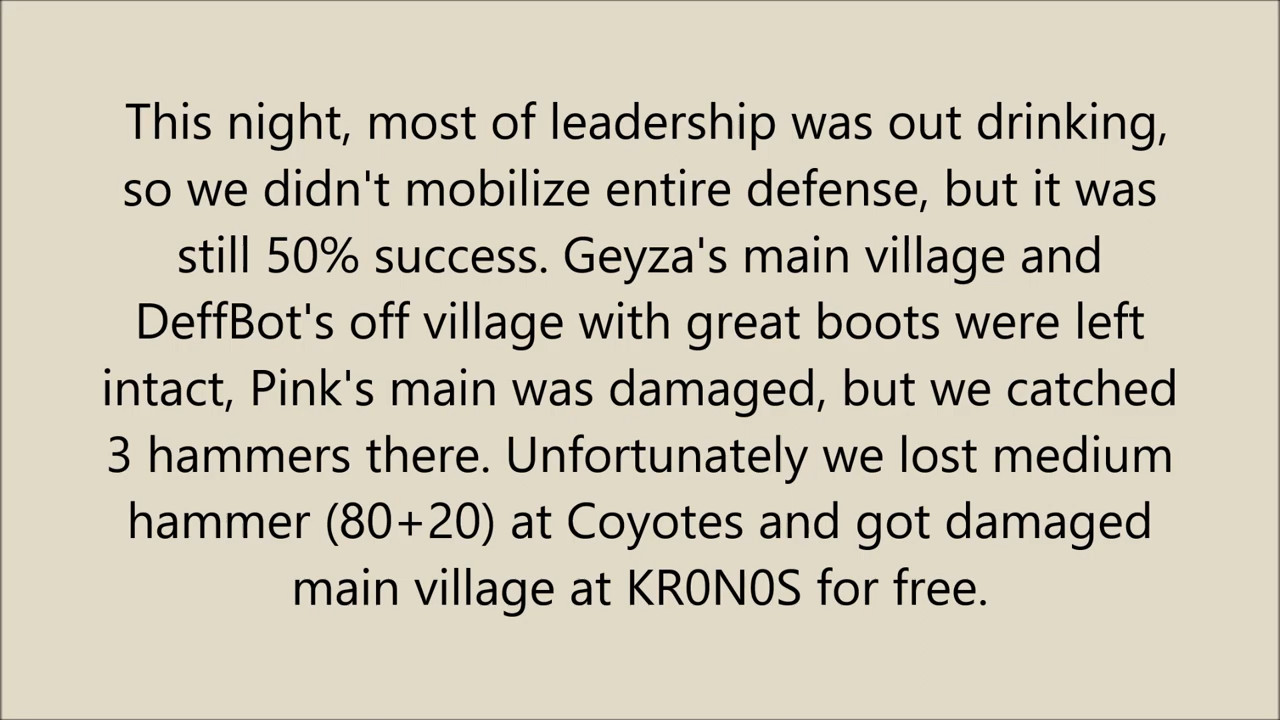 This night, most of leadership was out drinking,
so we didn't mobilize entire defense, but it was
still 50% success. Geyza's main village and
DeffBot's off village with great boots were left
intact, Pink's main was damaged, but we catched
3 hammers there. Unfortunately we lost medium
hammer (80+20) at Coyotes and got damaged
main village at KR0N0S for free.